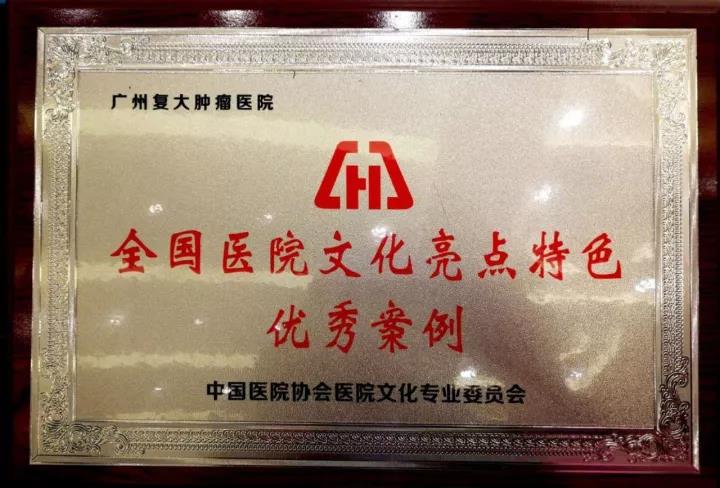 广州复大肿瘤医院
全国医院文化亮点特色
优秀案例
中国医院协会医院文化专业委员会